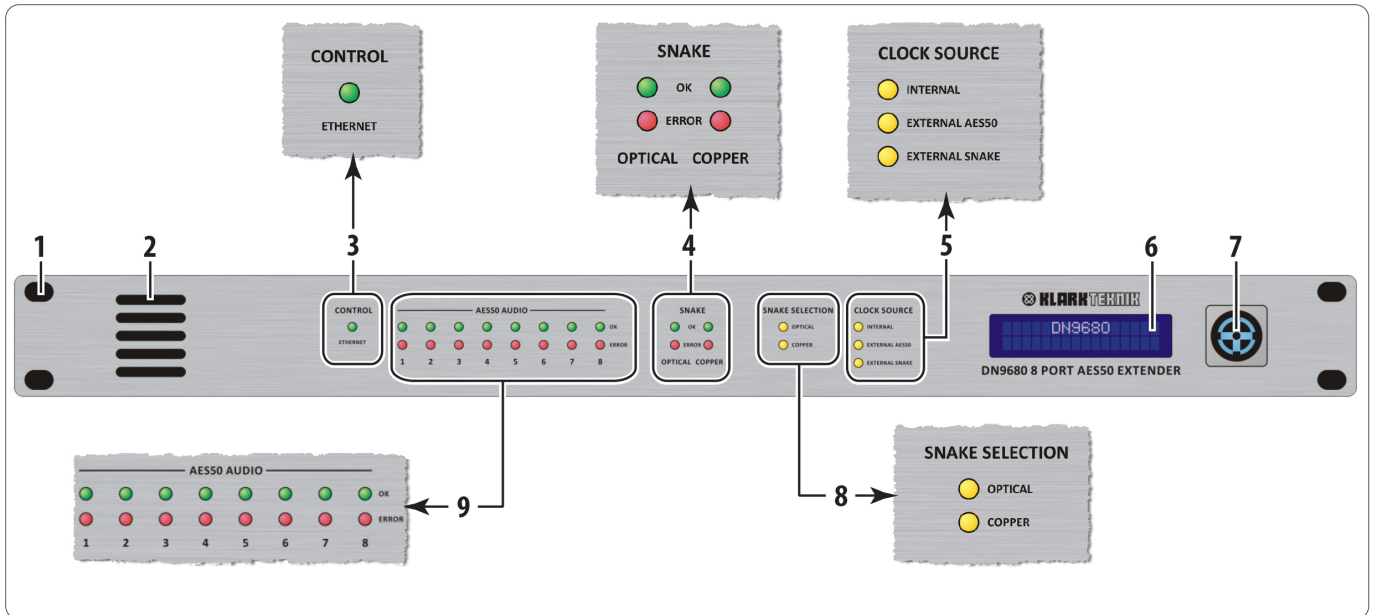 CONTROL
ETHERNET
SNAKE
OK
ERROR
OPTICAL COPPER
CLOCK SOURCE
INTERNAL
EXTERNAL AES50
EXTERNAL SNAKE
1
2
3
4
5
6
7
CONTROL
ETHERNET
AES50 AUDIO
OK
ERROR
1 2 3 4 5 6 7 8
SNAKE
OK
ERROR
OPTICAL COPPER
SNAKE SELECTION
OPTICAL
COPPER
CLOCK SOURCE
INTERNAL
EXTERNAL AES50
EXTERNAL SNAKE
KLARK TEKNIK
DN9680
DN9680 8 PORT AES50 EXTENDER
AES50 AUDIO
OK
ERROR
1 2 3 4 5 6 7 8
9
8
SNAKE SELECTION
OPTICAL
COPPER